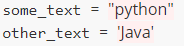 some_text = "python"
other_text = 'Java'